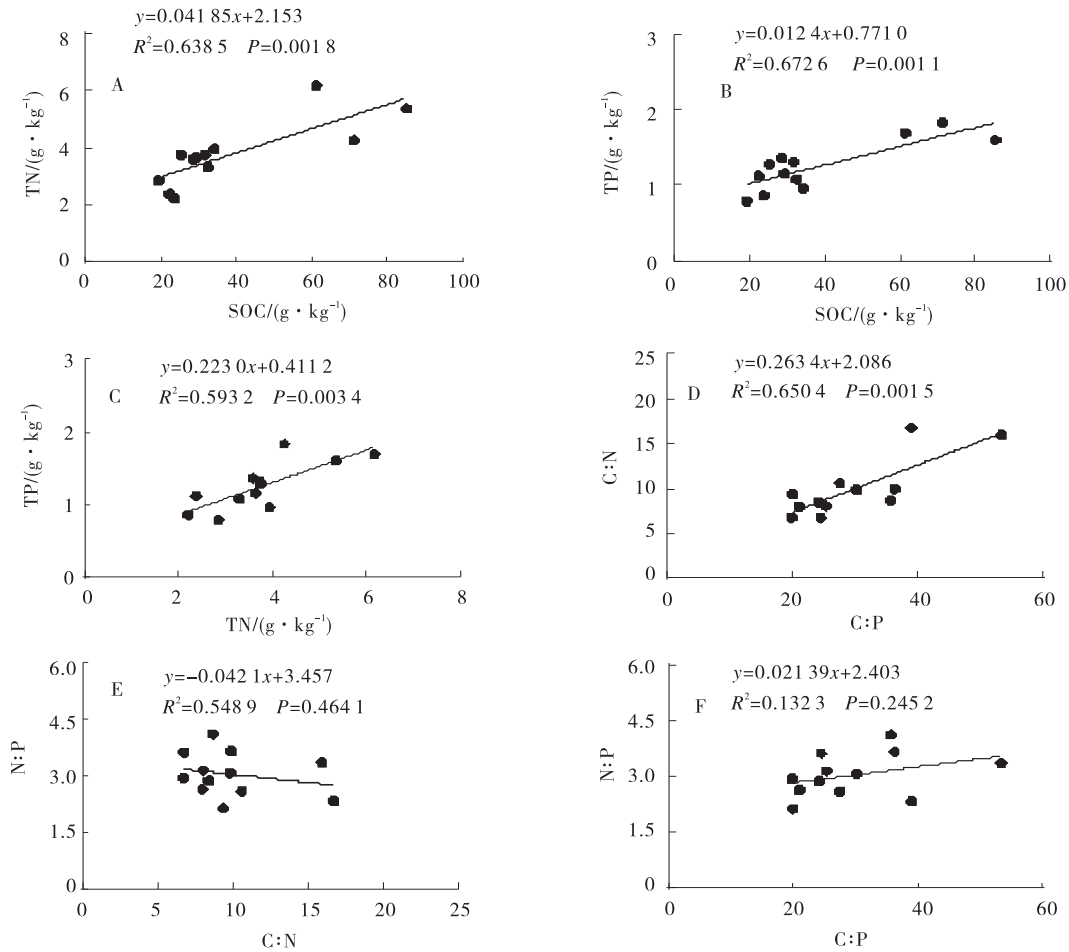 y=0.041 85x+2.153
R²=0.638 5 P=0.001 8
A
8
6
4
2
0
TN/(g·kg⁻¹)
0 20 40 60 80 100
SOC/(g·kg⁻¹)
y=0.012 4x+0.771 0
R²=0.672 6 P=0.001 1
B
3
2
1
0
TP/(g·kg⁻¹)
0 20 40 60 80 100
SOC/(g·kg⁻¹)
y=0.223 0x+0.411 2
R²=0.593 2 P=0.003 4
C
3
2
1
0
TP/(g·kg⁻¹)
0 2 4 6 8
TN/(g·kg⁻¹)
y=0.263 4x+2.086
R²=0.650 4 P=0.001 5
D
25
20
15
10
5
0
C:N
0 20 40 60
C:P
y=-0.042 1x+3.457
R²=0.548 9 P=0.464 1
E
6.0
4.5
3.0
1.5
0
N:P
0 5 10 15 20 25
C:N
y=0.021 39x+2.403
R²=0.132 3 P=0.245 2
F
6.0
4.5
3.0
1.5
0
N:P
0 20 40 60
C:P